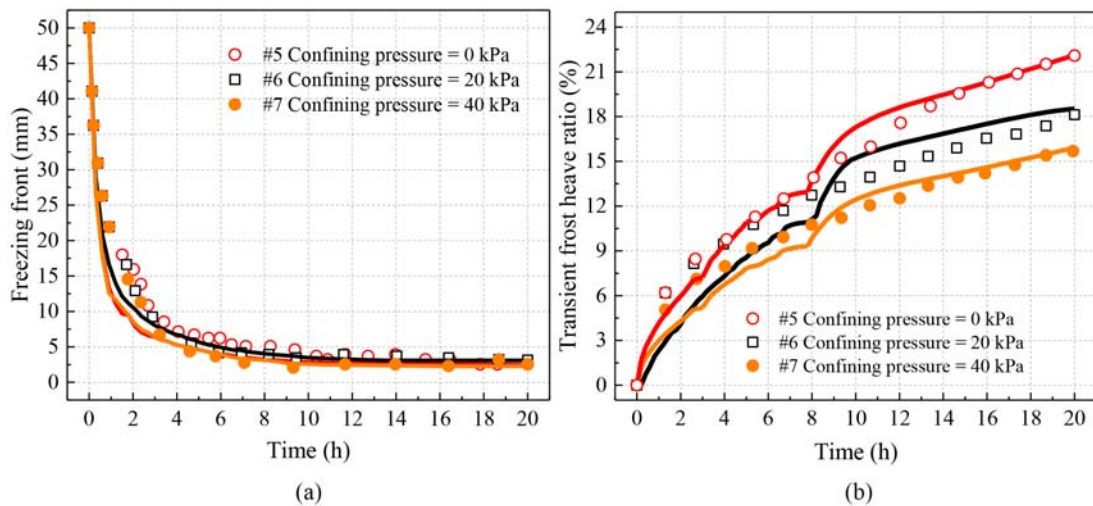 50
45
40
35
30
25
20
15
10
5
0
Freezing front (mm)
#5 Confining pressure = 0 kPa
#6 Confining pressure = 20 kPa
#7 Confining pressure = 40 kPa
0 2 4 6 8 10 12 14 16 18 20
Time (h)
(a)
24
21
18
15
12
9
6
3
0
Transient frost heave ratio (%)
#5 Confining pressure = 0 kPa
#6 Confining pressure = 20 kPa
#7 Confining pressure = 40 kPa
0 2 4 6 8 10 12 14 16 18 20
Time (h)
(b)